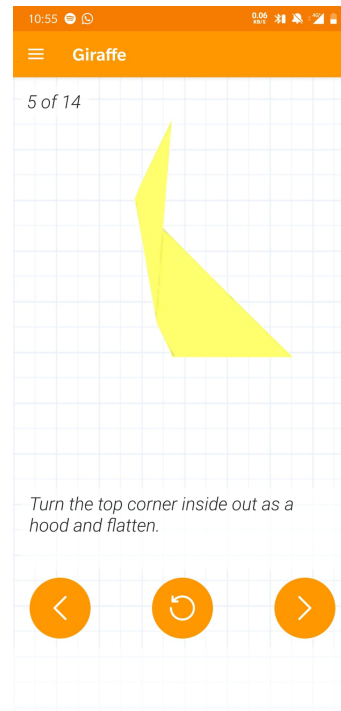 10:55
0.06
KB/S
4G
Giraffe
5 of 14
Turn the top corner inside out as a
hood and flatten.